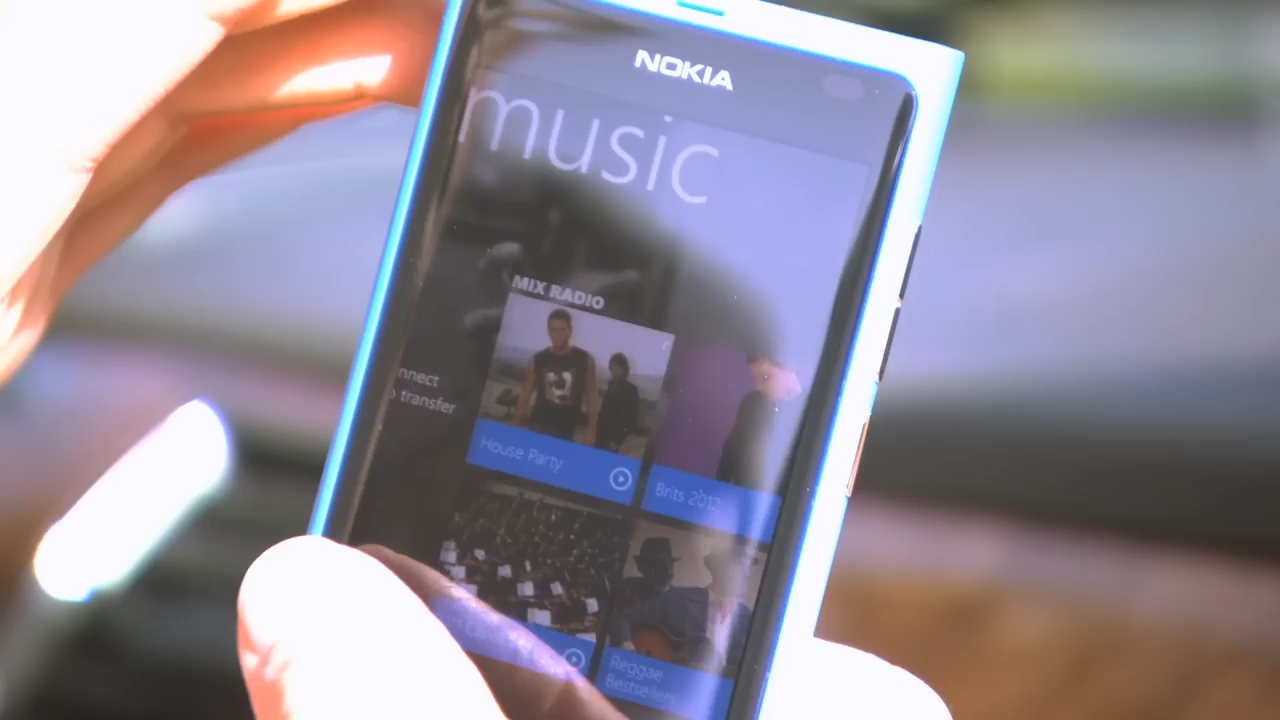 NOKIA
music
MIX RADIO
nnect
transfer
House Party
Brits 2012
Reggae
Bestsellers